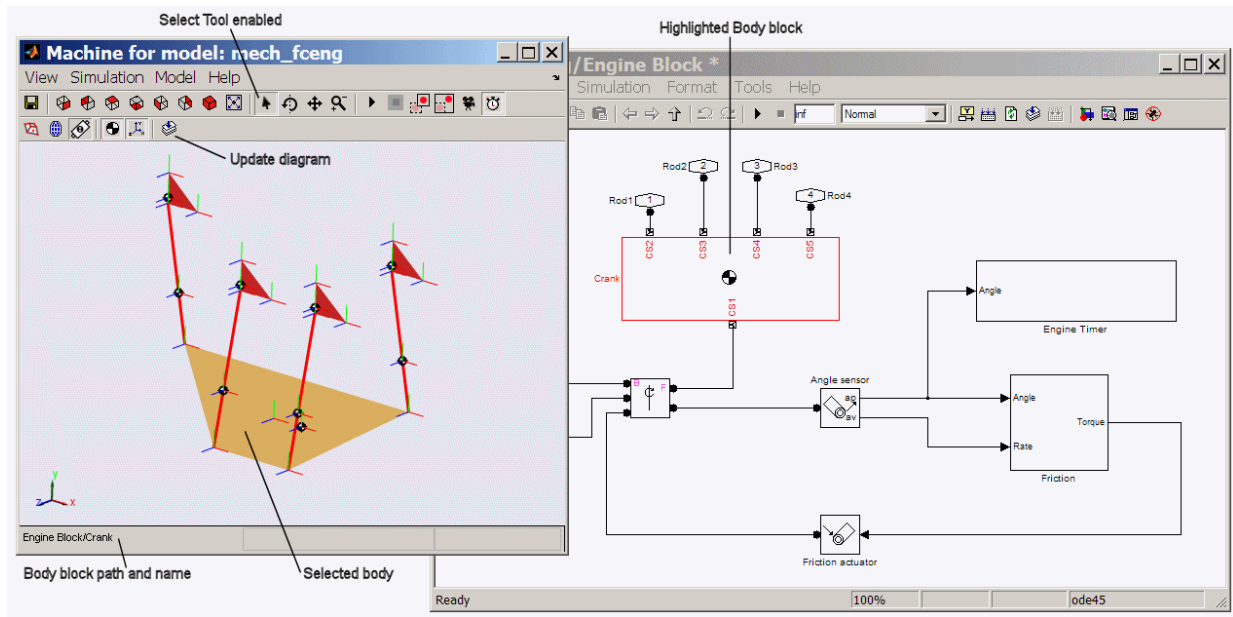 Select Tool enabled
Highlighted Body block
Machine for model: mech_fceng
View Simulation Model Help
Update diagram
y
z x
Engine Block/Crank
Body block path and name
Selected body
/Engine Block *
Simulation Format Tools Help
inf Normal
Rod2 2 3 Rod3
Rod1 1 4 Rod4
CS2 CS3 CS4 CS5
Crank
CS1
Angle
Engine Timer
B F
Angle sensor
ap
av
Angle
Torque
Rate
Friction
Friction actuator
Ready 100% ode45